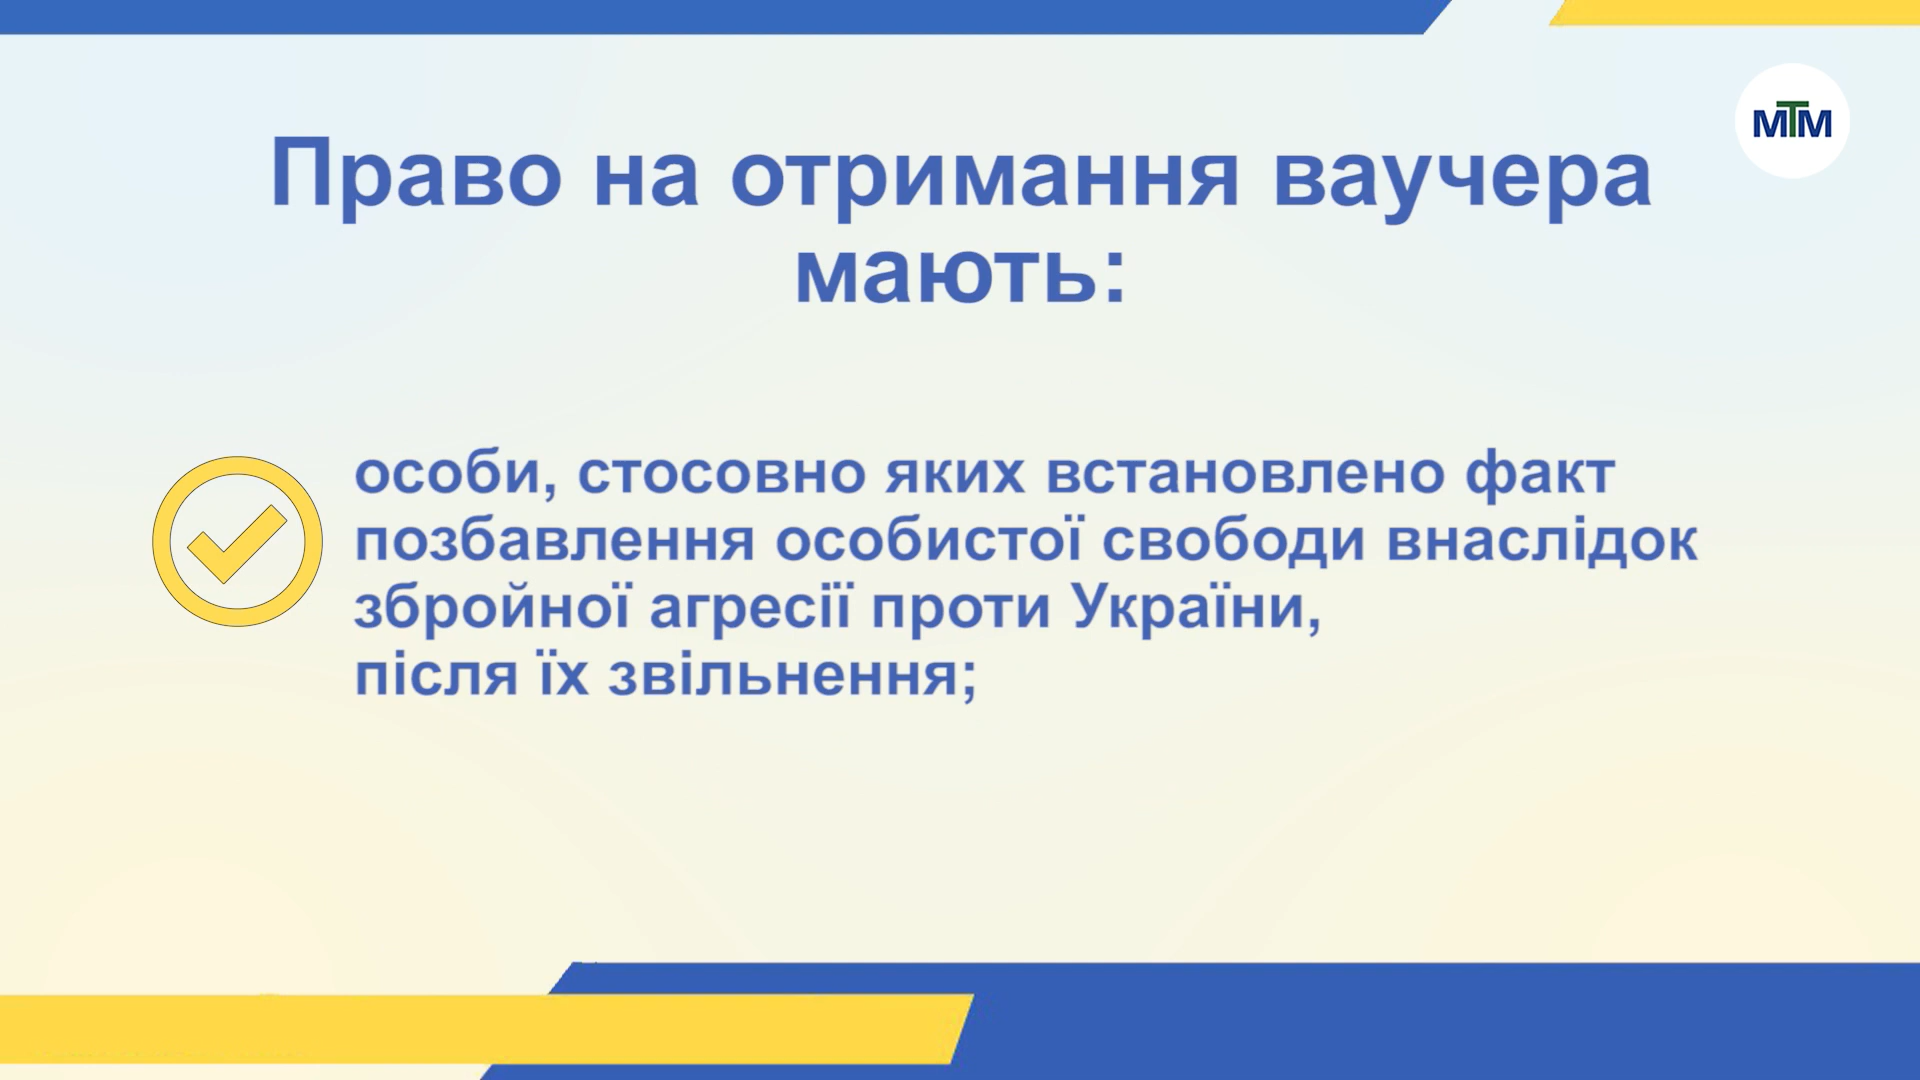 МТМ
Право на отримання ваучера
мають:
особи, стосовно яких встановлено факт
позбавлення особистої свободи внаслідок
збройної агресії проти України,
після їх звільнення;